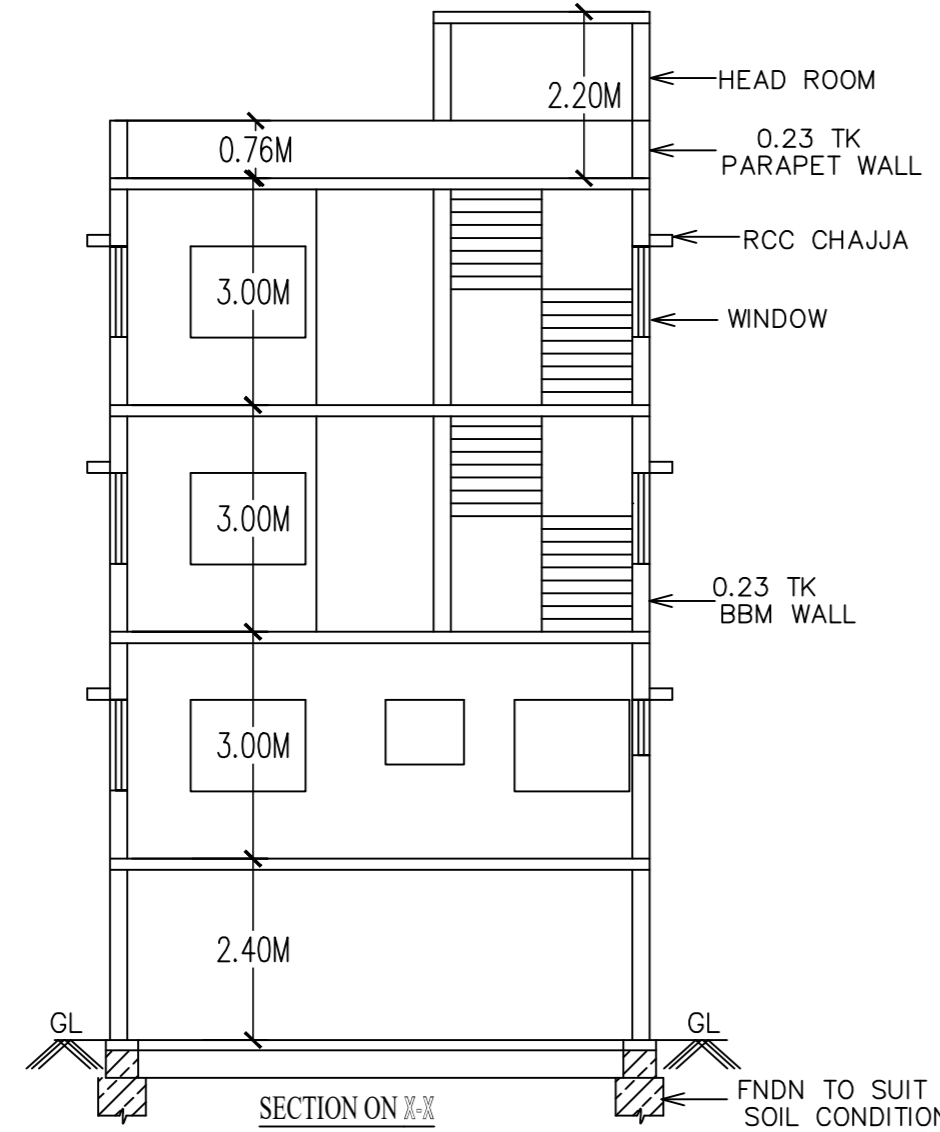 2.20M
HEAD ROOM
0.76M
0.23 TK
PARAPET WALL
RCC CHAJJA
3.00M
WINDOW
3.00M
0.23 TK
BBM WALL
3.00M
2.40M
GL
GL
FNDN TO SUIT
SOIL CONDITION
SECTION ON X-X